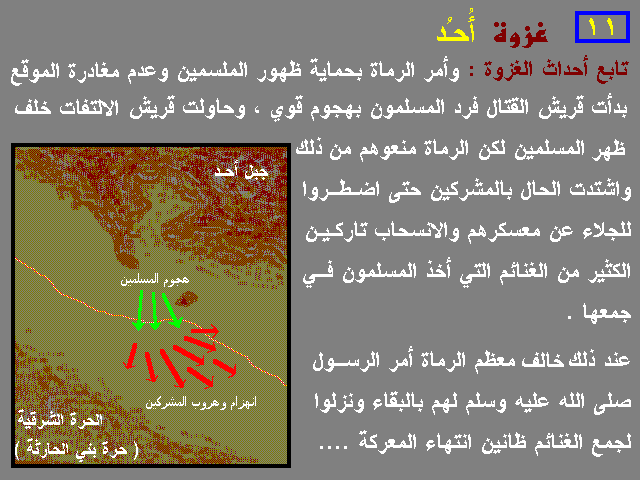 ١١
غزوة أُحُد
تابع أحداث الغزوة : وأمر الرماة بحماية ظهور الملسمين وعدم مغادرة الموقع
بدأت قريش القتال فرد المسلمون بهجوم قوي ، وحاولت قريش الالتفات خلف
ظهر المسلمين لكن الرماة منعوهم من ذلك
واشتدت الحال بالمشركين حتى اضطروا
للجلاء عن معسكرهم والانسحاب تاركين
الكثير من الغنائم التي أخذ المسلمون في
جمعها .
عند ذلك خالف معظم الرماة أمر الرسول
صلى الله عليه وسلم لهم بالبقاء ونزلوا
لجمع الغنائم ظانين انتهاء المعركة ....
جبل أحد
هجوم المسلمين
انهزام وهروب المشركين
الحرة الشرقية
( حرة بني الحارثة )